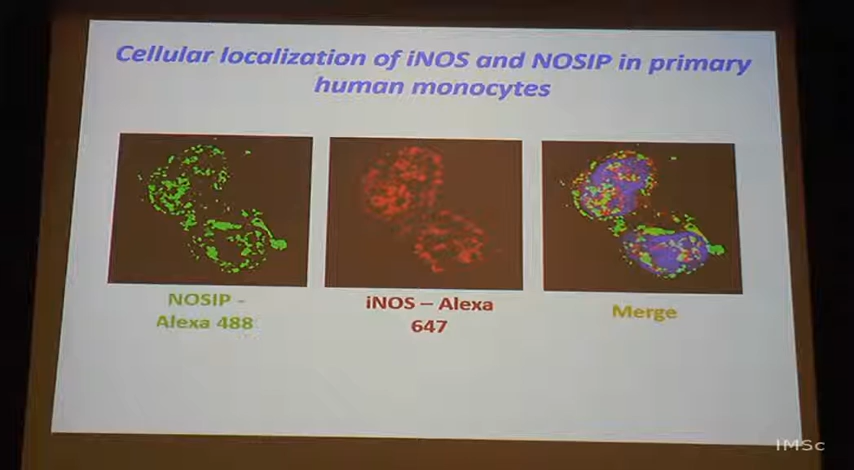 Cellular localization of iNOS and NOSIP in primary
human monocytes
NOSIP -
Alexa 488
iNOS – Alexa
647
Merge
IMSc